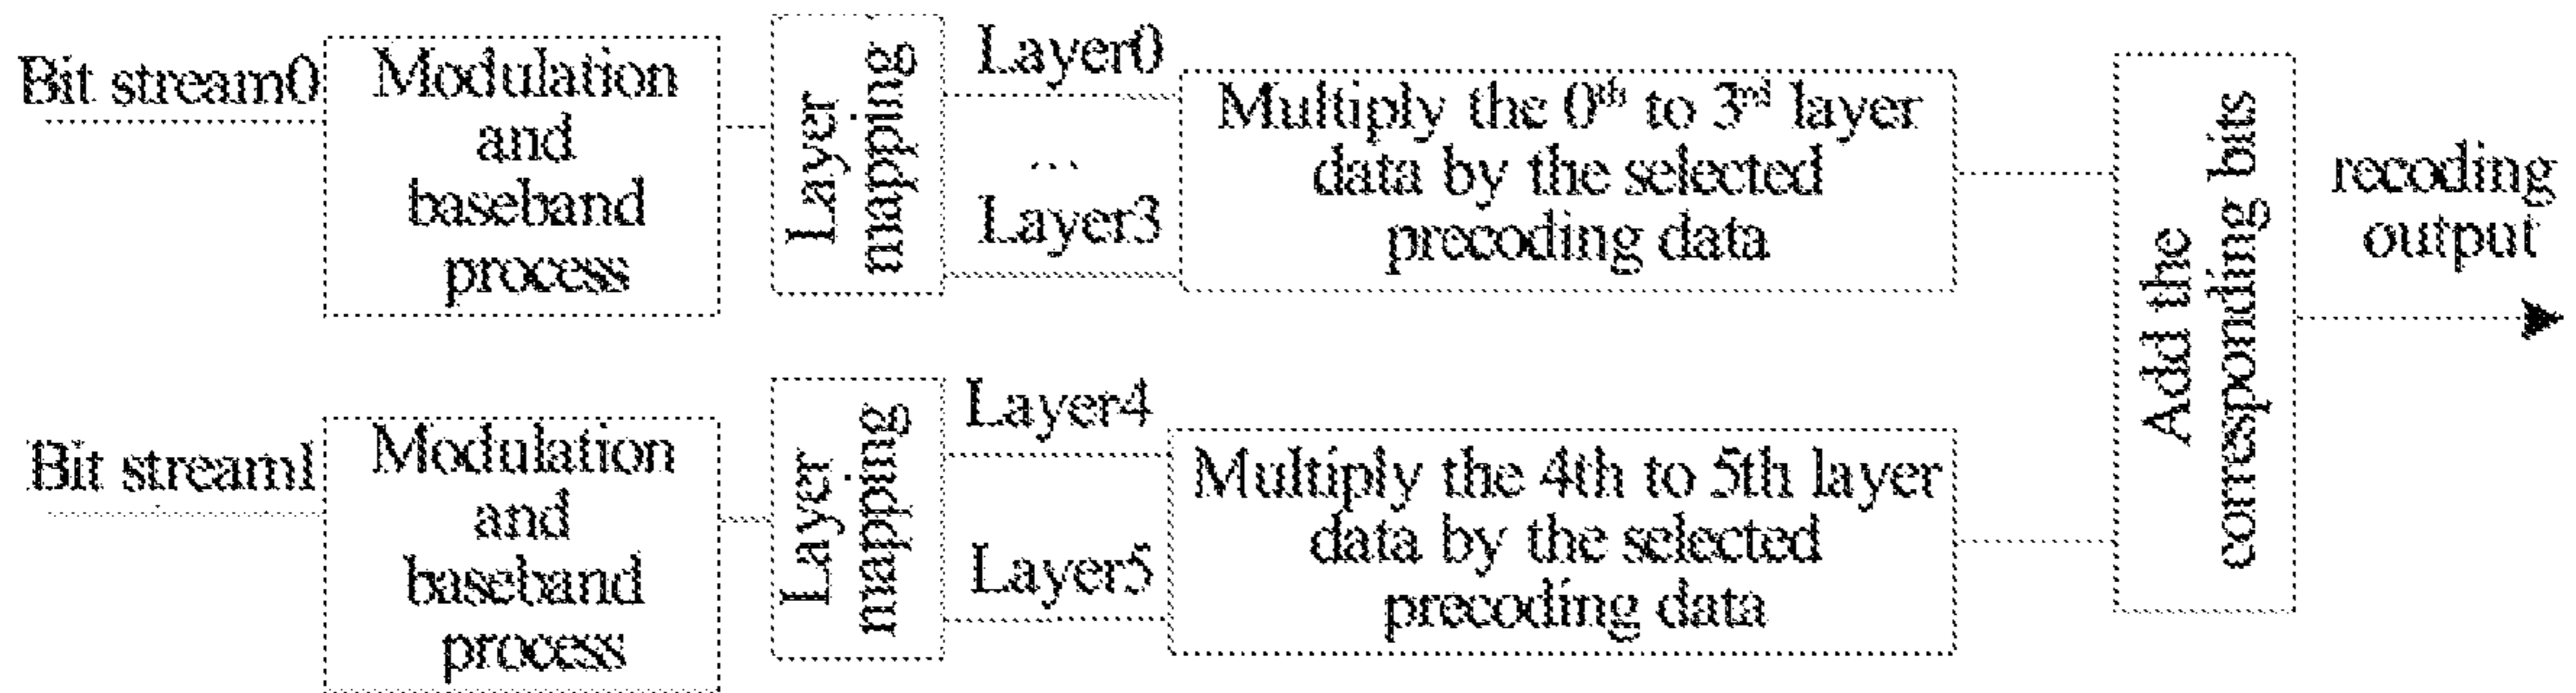 Bit stream0
Modulation
and
baseband
process
Layer
mapping
Layer0
...
Layer3
Multiply the 0th to 3rd layer
data by the selected
precoding data
Add the
corresponding bits
recoding
output
Bit stream1
Modulation
and
baseband
process
Layer
mapping
Layer4
Layer5
Multiply the 4th to 5th layer
data by the selected
precoding data